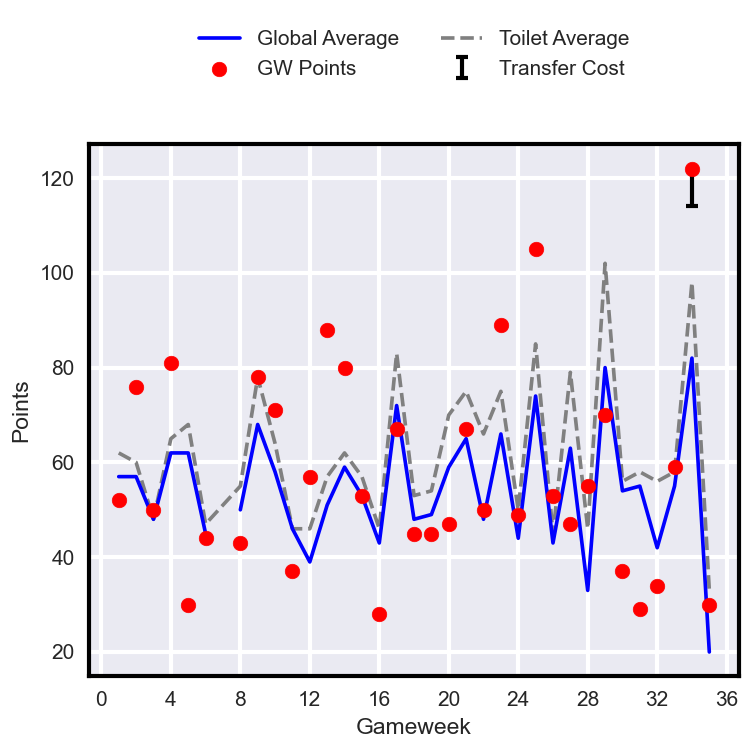 Global Average
Toilet Average
GW Points
Transfer Cost
120
100
80
60
40
20
Points
0 4 8 12 16 20 24 28 32 36
Gameweek